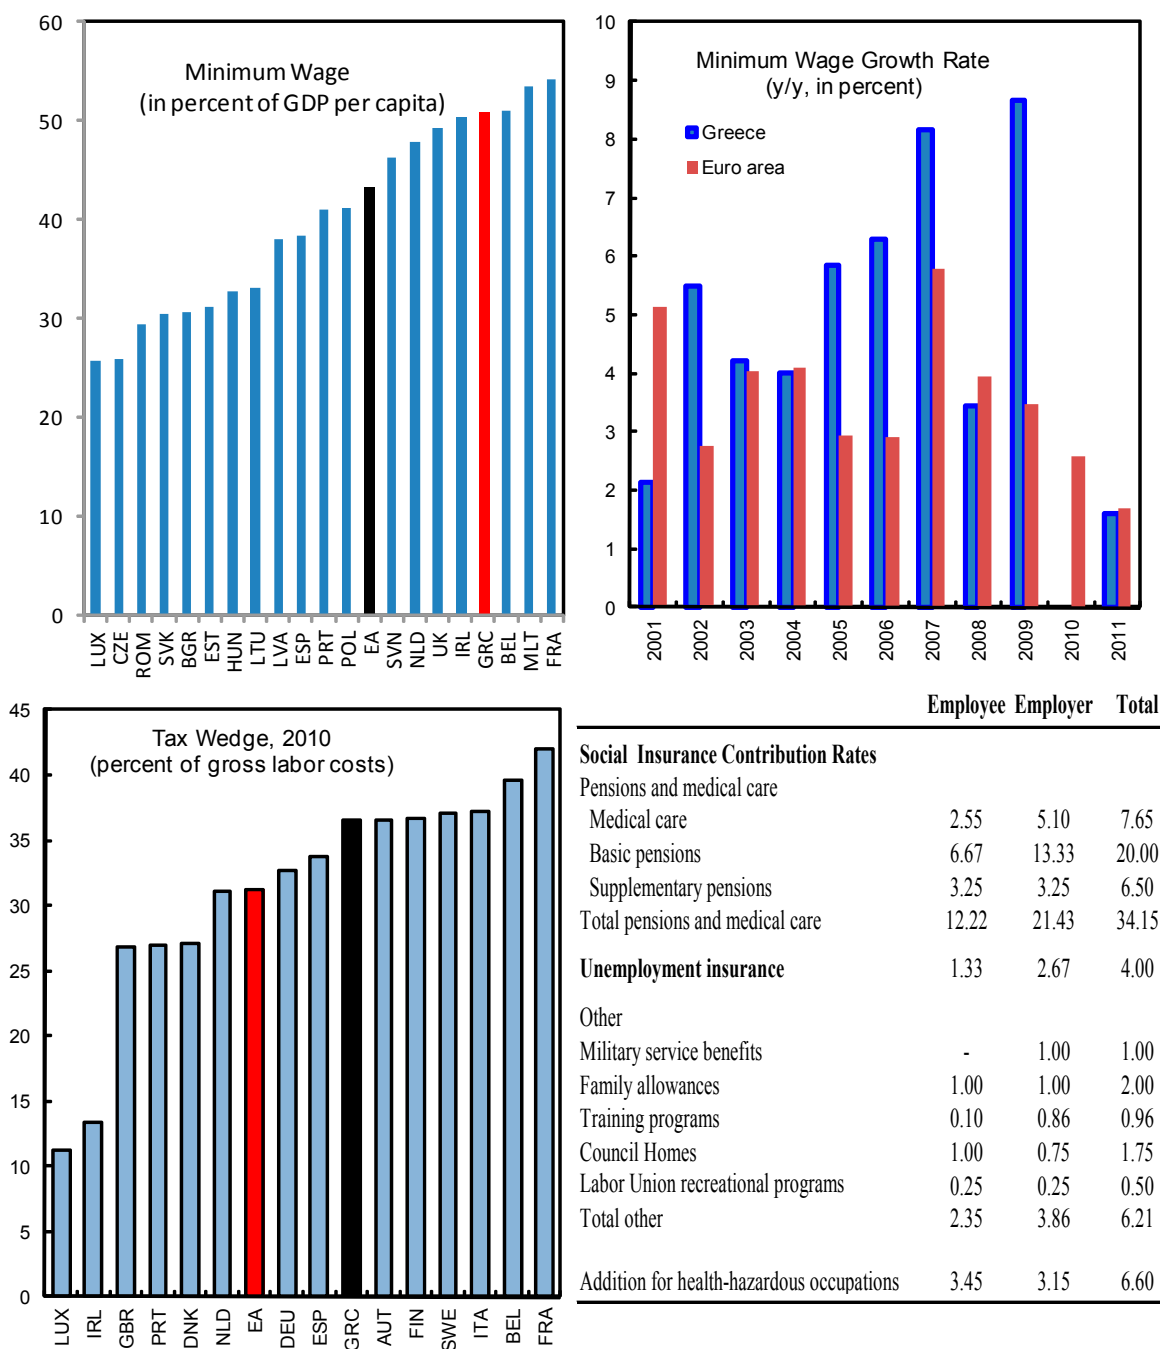 Minimum Wage
(in percent of GDP per capita)
60
50
40
30
20
10
0
LUX CZE ROM SVK BGR EST HUN LTU LVA ESP PRT POL EA SVN NLD UK IRL GRC BEL MLT FRA
Minimum Wage Growth Rate
(y/y, in percent)
Greece
Euro area
10
9
8
7
6
5
4
3
2
1
0
2001 2002 2003 2004 2005 2006 2007 2008 2009 2010 2011
Tax Wedge, 2010
(percent of gross labor costs)
45
40
35
30
25
20
15
10
5
0
LUX IRL GBR PRT DNK NLD EA DEU ESP GRC AUT FIN SWE ITA BEL FRA
Employee Employer Total
Social Insurance Contribution Rates
Pensions and medical care
Medical care 2.55 5.10 7.65
Basic pensions 6.67 13.33 20.00
Supplementary pensions 3.25 3.25 6.50
Total pensions and medical care 12.22 21.43 34.15
Unemployment insurance 1.33 2.67 4.00
Other
Military service benefits - 1.00 1.00
Family allowances 1.00 1.00 2.00
Training programs 0.10 0.86 0.96
Council Homes 1.00 0.75 1.75
Labor Union recreational programs 0.25 0.25 0.50
Total other 2.35 3.86 6.21
Addition for health-hazardous occupations 3.45 3.15 6.60